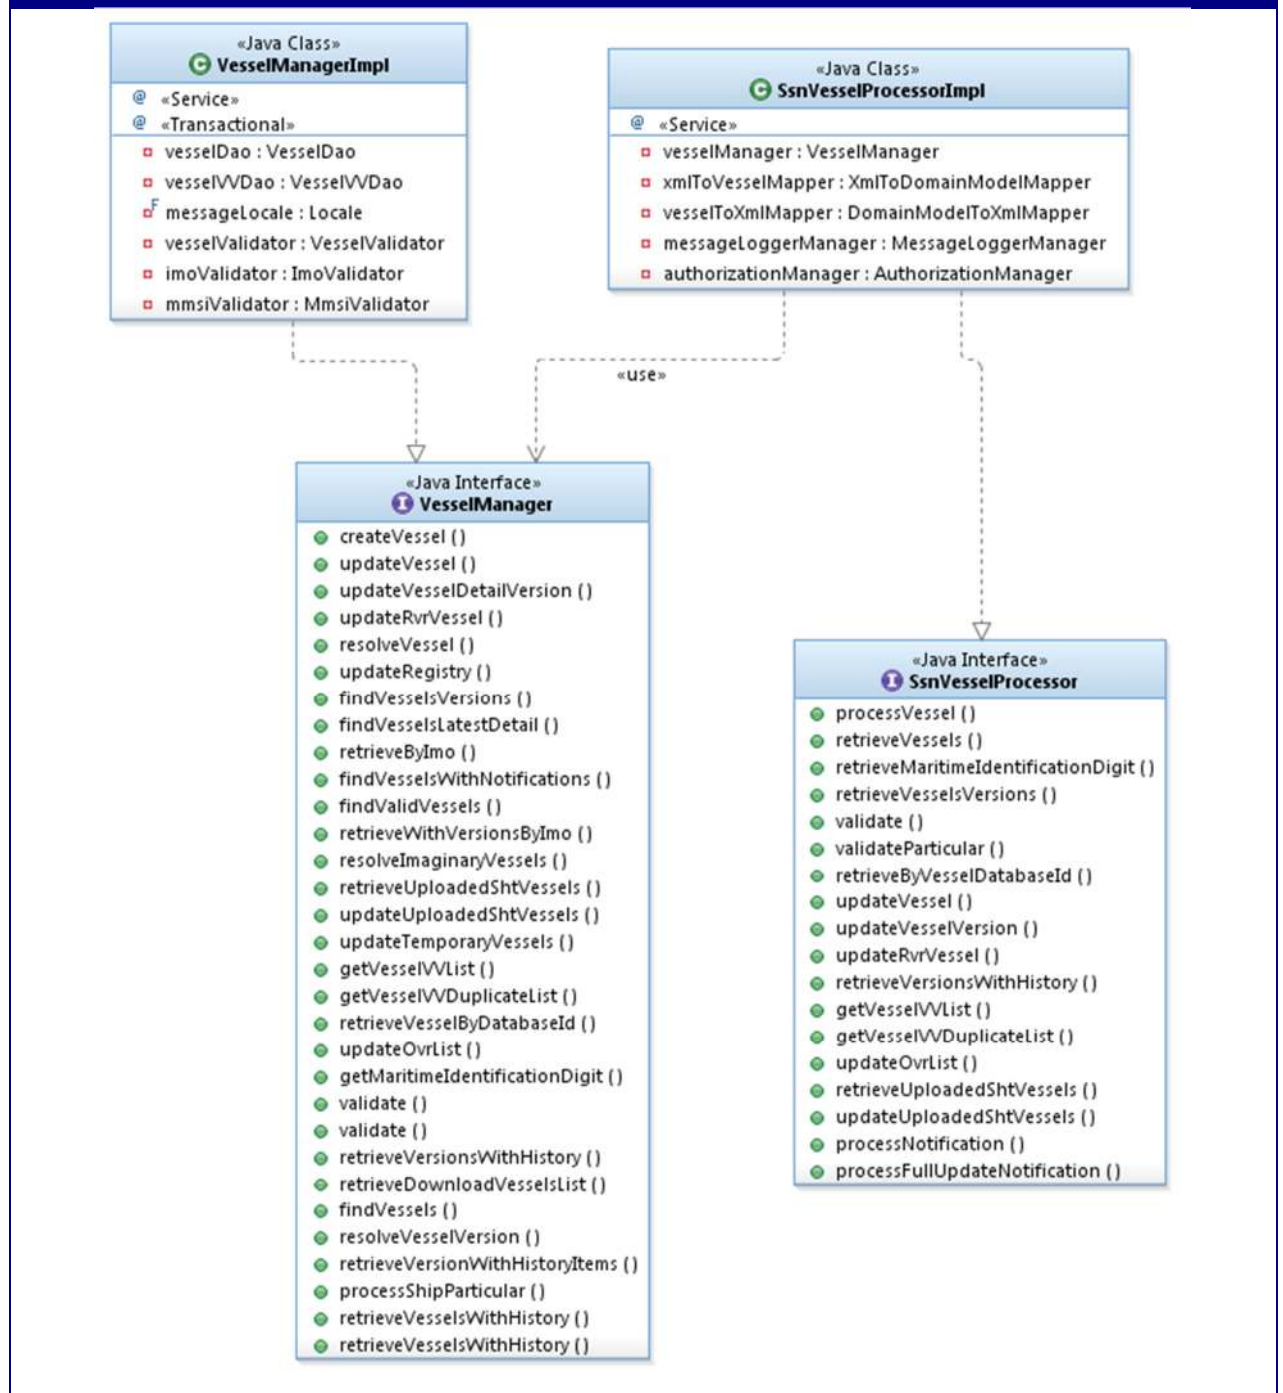 «Java Class»
VesselManagerImpl
«Service»
«Transactional»
vesselDao : VesselDao
vesselVVDao : VesselVVDao
F
messageLocale : Locale
vesselValidator : VesselValidator
imoValidator : ImoValidator
mmsiValidator : MmsiValidator
«Java Class»
SsnVesselProcessorImpl
«Service»
vesselManager : VesselManager
xmlToVesselMapper : XmlToDomainModelMapper
vesselToXmlMapper : DomainModelToXmlMapper
messageLoggerManager : MessageLoggerManager
authorizationManager : AuthorizationManager
«use»
«Java Interface»
VesselManager
createVessel ( )
updateVessel ( )
updateVesselDetailVersion ( )
updateRvrVessel ( )
resolveVessel ( )
updateRegistry ( )
findVesselsVersions ( )
findVesselsLatestDetail ( )
retrieveByImo ( )
findVesselsWithNotifications ( )
findValidVessels ( )
retrieveWithVersionsByImo ( )
resolveImaginaryVessels ( )
retrieveUploadedShtVessels ( )
updateUploadedShtVessels ( )
updateTemporaryVessels ( )
getVesselVVList ( )
getVesselVVDuplicateList ( )
retrieveVesselByDatabaseId ( )
updateOvrList ( )
getMaritimeIdentificationDigit ( )
validate ( )
validate ( )
retrieveVersionsWithHistory ( )
retrieveDownloadVesselsList ( )
findVessels ( )
resolveVesselVersion ( )
retrieveVersionWithHistoryItems ( )
processShipParticular ( )
retrieveVesselsWithHistory ( )
retrieveVesselsWithHistory ( )
«Java Interface»
SsnVesselProcessor
processVessel ( )
retrieveVessels ( )
retrieveMaritimeIdentificationDigit ( )
retrieveVesselsVersions ( )
validate ( )
validateParticular ( )
retrieveByVesselDatabaseId ( )
updateVessel ( )
updateVesselVersion ( )
updateRvrVessel ( )
retrieveVersionsWithHistory ( )
getVesselVVList ( )
getVesselVVDuplicateList ( )
updateOvrList ( )
retrieveUploadedShtVessels ( )
updateUploadedShtVessels ( )
processNotification ( )
processFullUpdateNotification ( )